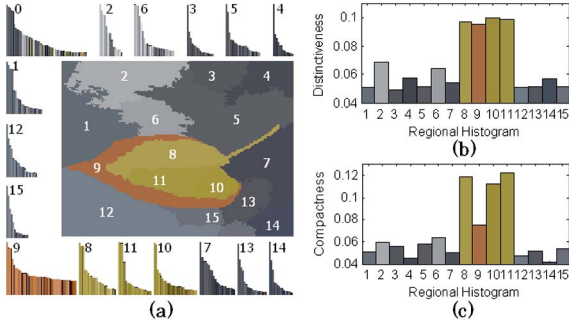 0 2 6 3 5 4
1
12
15
2 3 4
1 6 5
8 7
9 11 10
12 15 13 14
9 8 11 10 7 13 14
(a)
0.1
0.08
0.06
0.04
Distinctiveness
1 2 3 4 5 6 7 8 9 10 11 12 13 14 15
Regional Histogram
(b)
0.12
0.1
0.08
0.06
0.04
Compactness
1 2 3 4 5 6 7 8 9 10 11 12 13 14 15
Regional Histogram
(c)